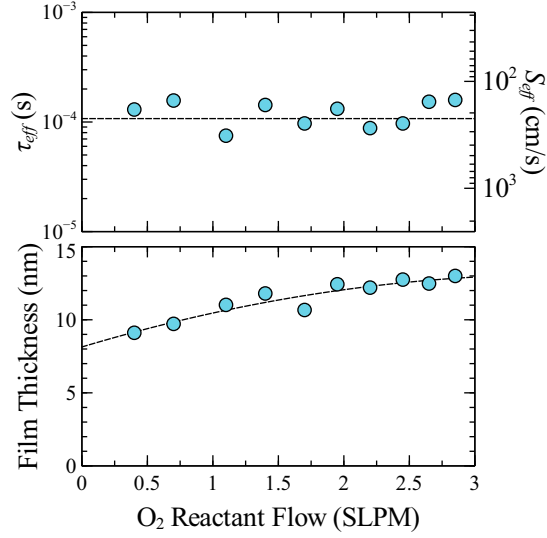 10⁻³
10⁻⁴
10⁻⁵
τeff (s)
10²
10³
Seff (cm/s)
15
10
5
0
Film Thickness (nm)
0 0.5 1 1.5 2 2.5 3
O₂ Reactant Flow (SLPM)